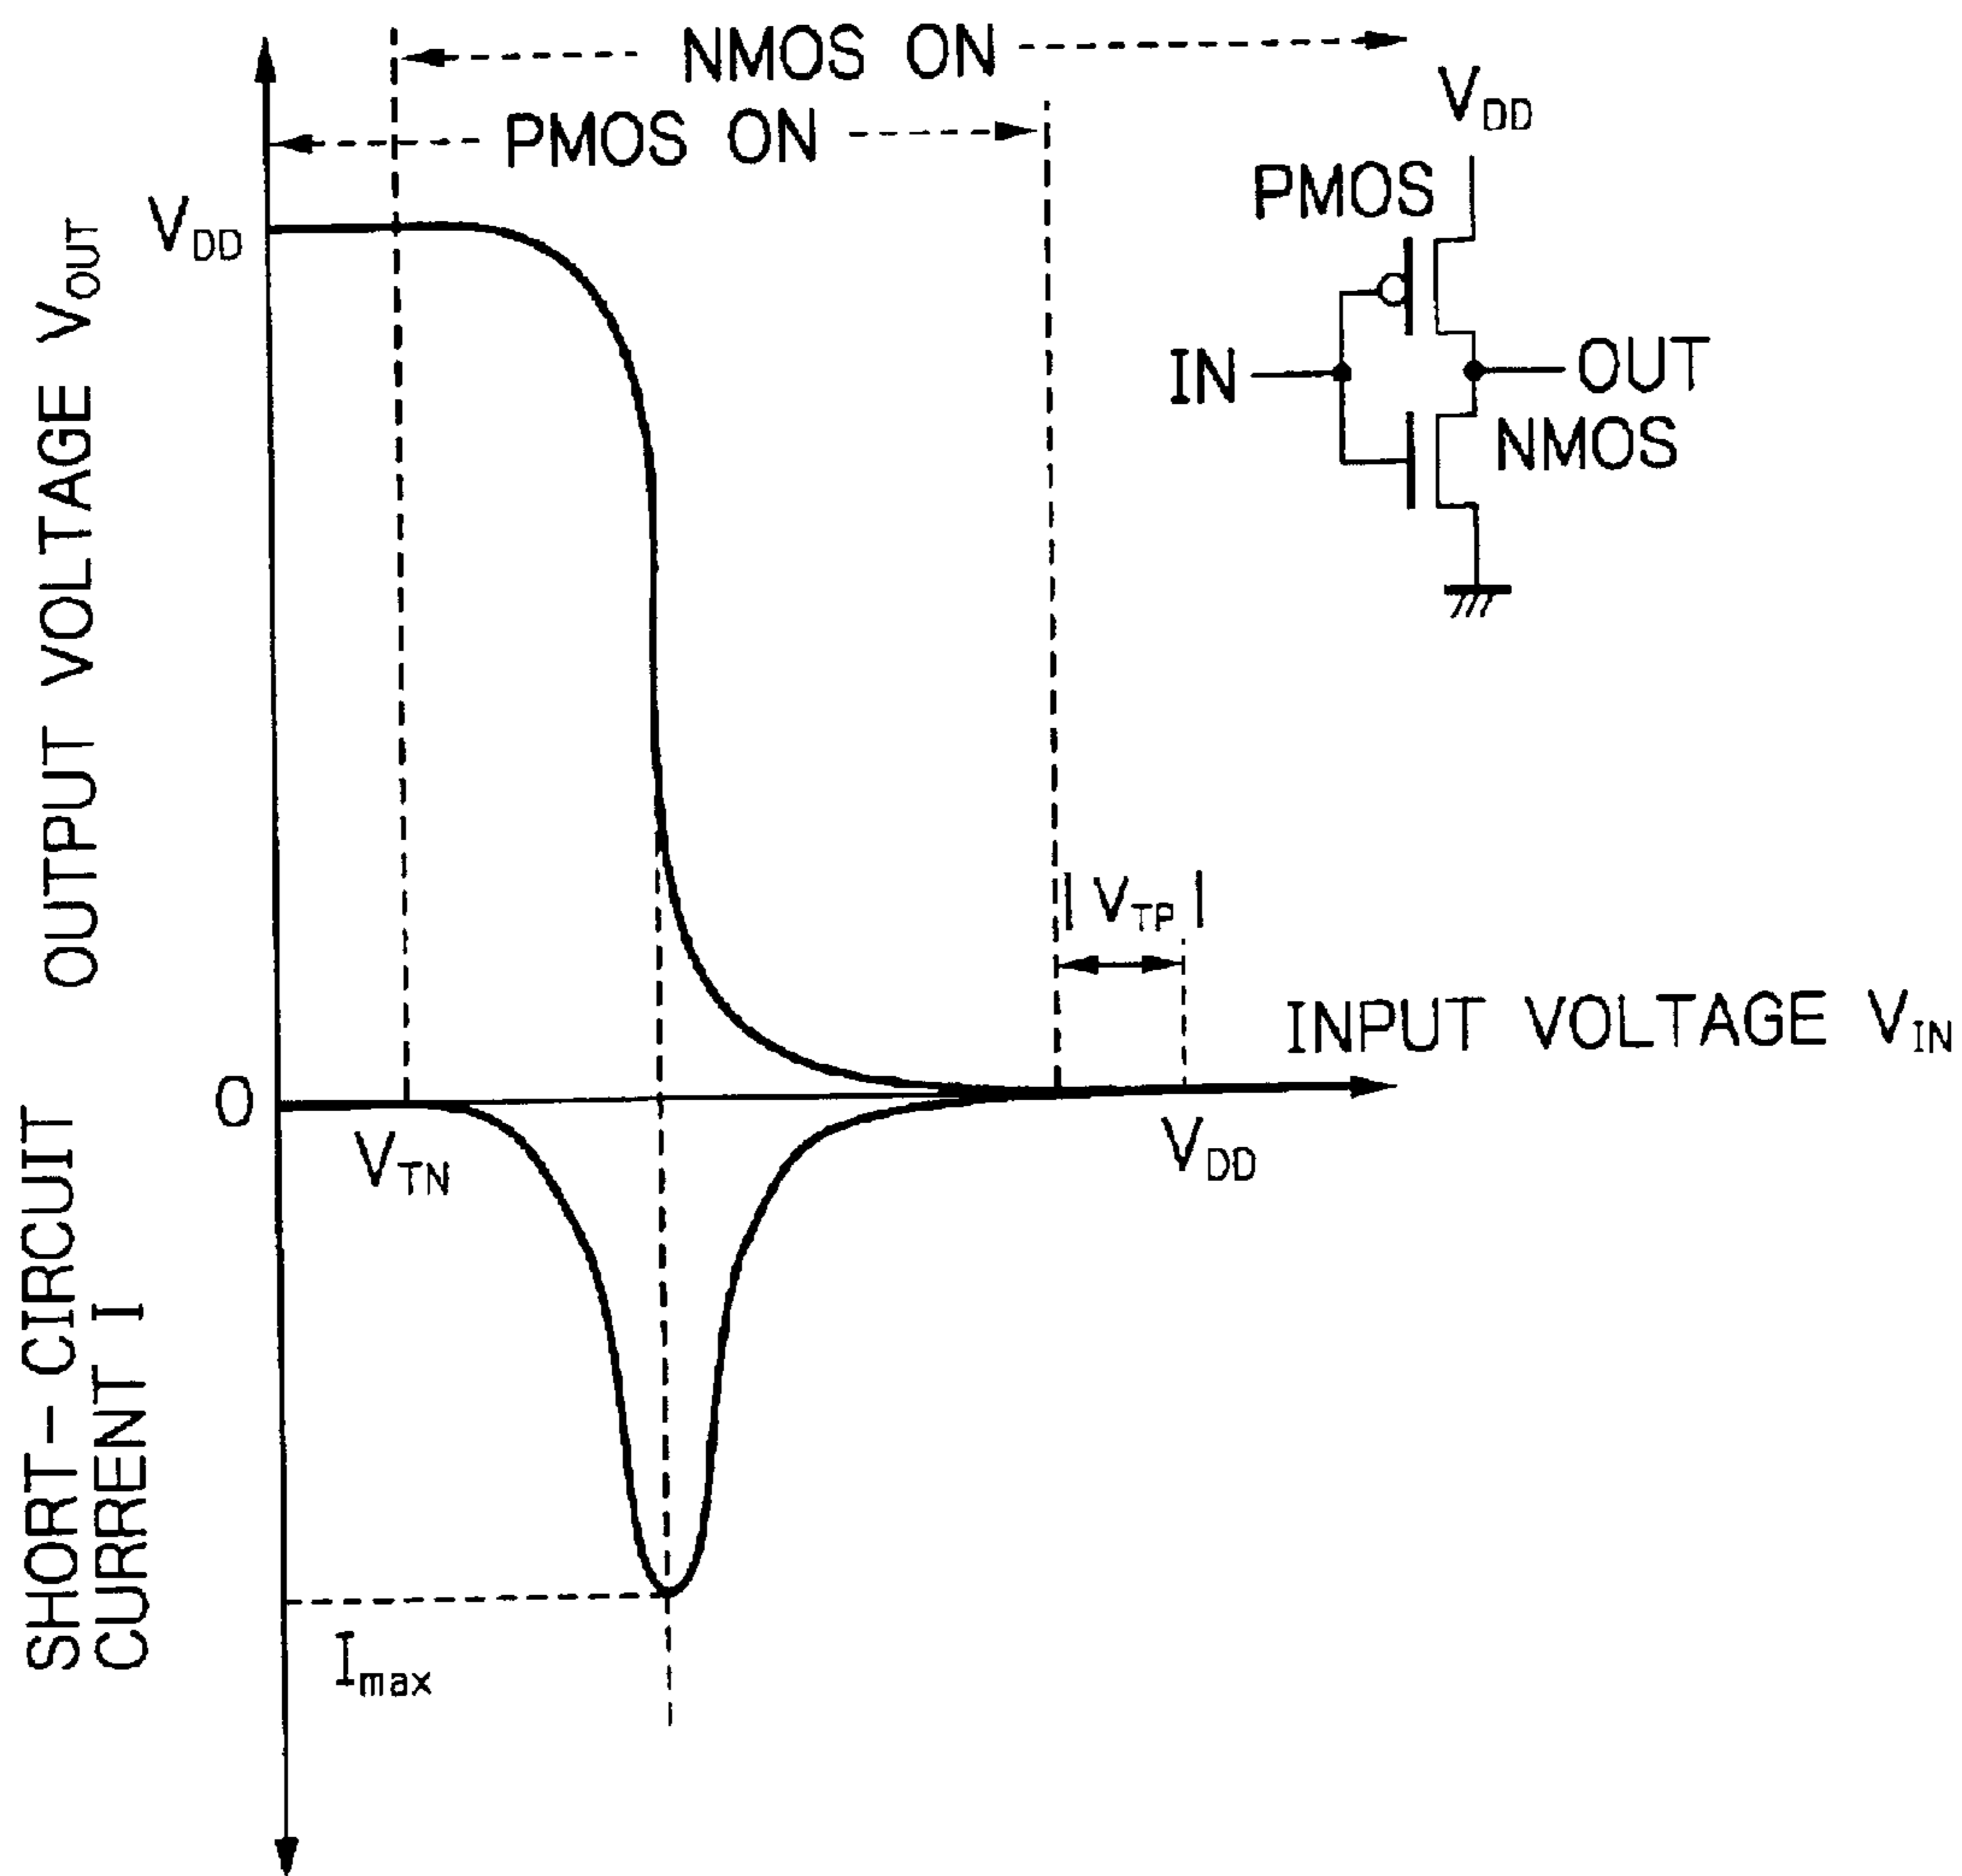 NMOS ON
PMOS ON
V_DD
PMOS
V_DD
IN
OUT
NMOS
OUTPUT VOLTAGE V_OUT
| V_TP |
INPUT VOLTAGE V_IN
0
V_TN
V_DD
SHORT-CIRCUIT
CURRENT I
I_max